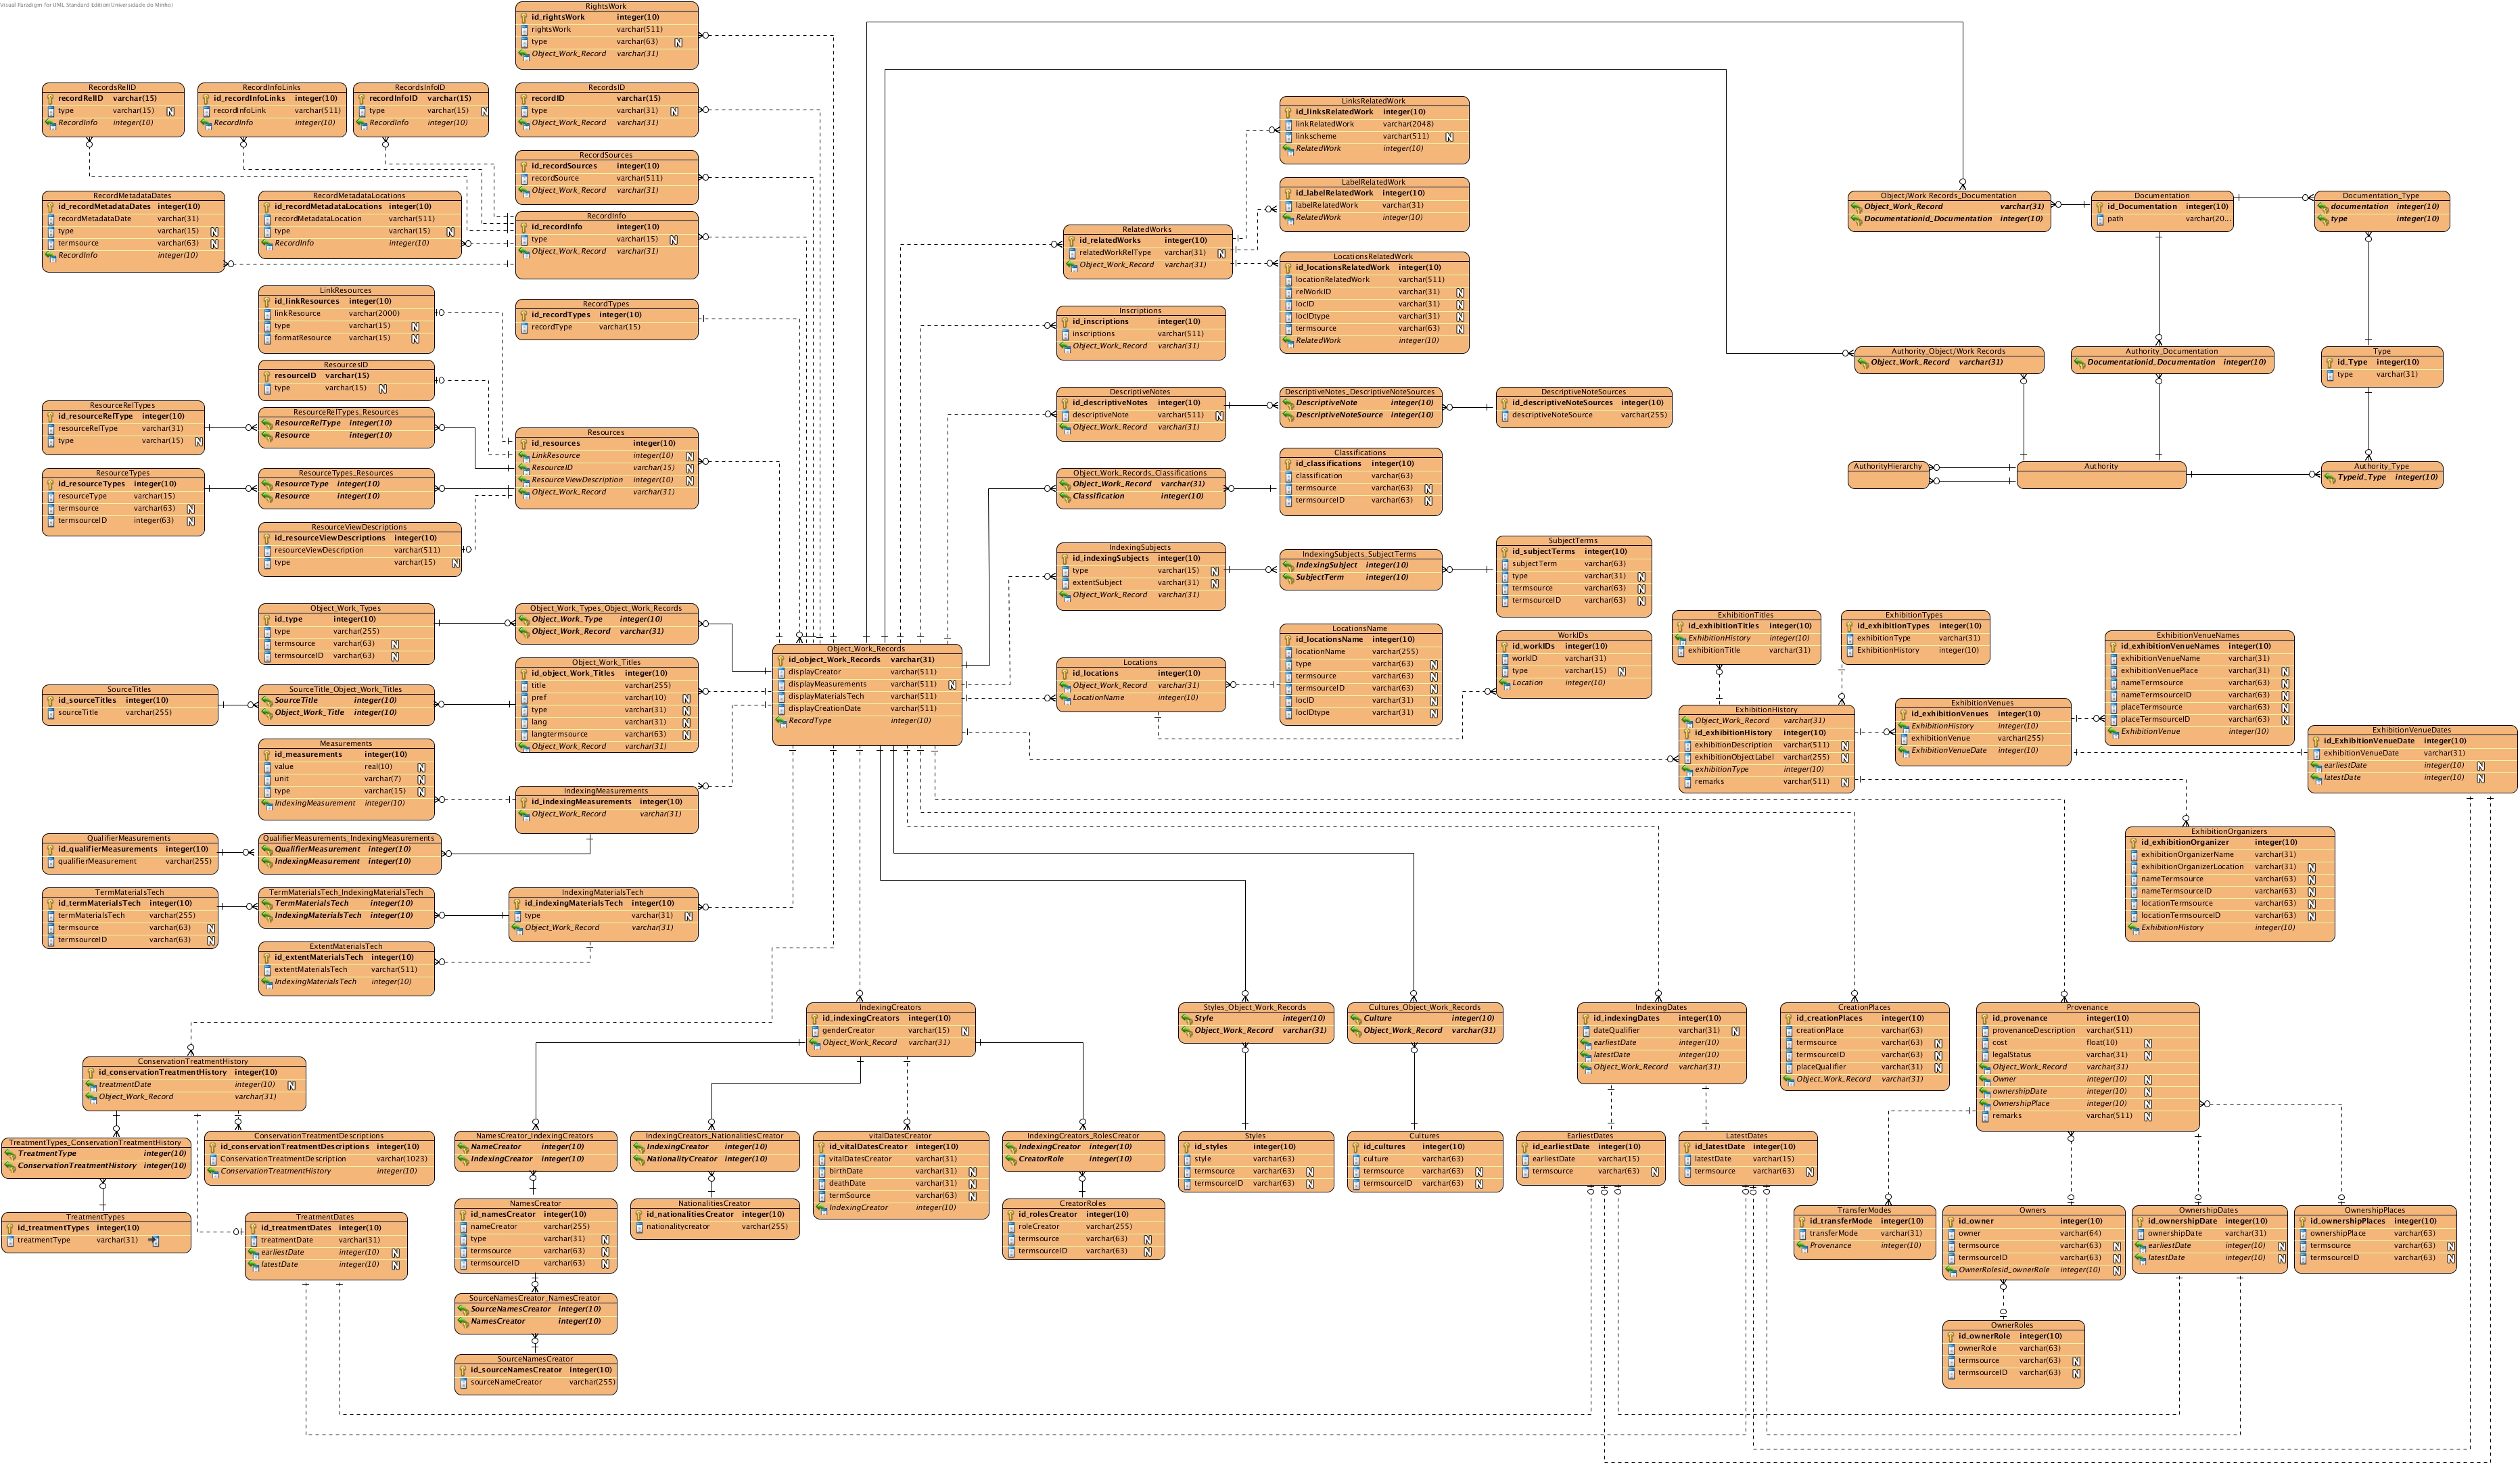 Visual Paradigm for UML Standard Edition(Universidade do Minho)
RightsWork
id_rightsWork integer(10)
rightsWork varchar(511)
type varchar(63) N
Object_Work_Record varchar(31)
RecordsRelID
recordRelID varchar(15)
type varchar(15) N
RecordInfo integer(10)
RecordInfoLinks
id_recordInfoLinks integer(10)
recordInfoLink varchar(511)
RecordInfo integer(10)
RecordsInfoID
recordInfoID varchar(15)
type varchar(15) N
RecordInfo integer(10)
RecordsID
recordID varchar(15)
type varchar(31) N
Object_Work_Record varchar(31)
RecordSources
id_recordSources integer(10)
recordSource varchar(511)
Object_Work_Record varchar(31)
RecordMetadataDates
id_recordMetadataDates integer(10)
recordMetadataDate varchar(31)
type varchar(15) N
termsource varchar(63) N
RecordInfo integer(10)
RecordMetadataLocations
id_recordMetadataLocations integer(10)
recordMetadataLocation varchar(511)
type varchar(15) N
RecordInfo integer(10)
RecordInfo
id_recordInfo integer(10)
type varchar(15) N
Object_Work_Record varchar(31)
LinkResources
id_linkResources integer(10)
linkResource varchar(2000)
type varchar(15) N
formatResource varchar(15) N
RecordTypes
id_recordTypes integer(10)
recordType varchar(15)
ResourcesID
resourceID varchar(15)
type varchar(15) N
ResourceRelTypes
id_resourceRelType integer(10)
resourceRelType varchar(31)
type varchar(15) N
ResourceRelTypes_Resources
ResourceRelType integer(10)
Resource integer(10)
Resources
id_resources integer(10)
LinkResource integer(10) N
ResourceID varchar(15) N
ResourceViewDescription integer(10) N
Object_Work_Record varchar(31)
ResourceTypes
id_resourceTypes integer(10)
resourceType varchar(15)
termsource varchar(63) N
termsourceID integer(63) N
ResourceTypes_Resources
ResourceType integer(10)
Resource integer(10)
ResourceViewDescriptions
id_resourceViewDescriptions integer(10)
resourceViewDescription varchar(511)
type varchar(15) N
Object_Work_Types
id_type integer(10)
type varchar(255)
termsource varchar(63) N
termsourceID varchar(63) N
Object_Work_Types_Object_Work_Records
Object_Work_Type integer(10)
Object_Work_Record varchar(31)
Object_Work_Titles
id_object_Work_Titles integer(10)
title varchar(255)
pref varchar(10) N
type varchar(31) N
lang varchar(31) N
langtermsource varchar(63) N
Object_Work_Record varchar(31)
SourceTitles
id_sourceTitles integer(10)
sourceTitle varchar(255)
SourceTitle_Object_Work_Titles
SourceTitle integer(10)
Object_Work_Title integer(10)
Measurements
id_measurements integer(10)
value real(10) N
unit varchar(7) N
type varchar(15) N
IndexingMeasurement integer(10)
IndexingMeasurements
id_indexingMeasurements integer(10)
Object_Work_Record varchar(31)
QualifierMeasurements
id_qualifierMeasurements integer(10)
qualifierMeasurement varchar(255)
QualifierMeasurements_IndexingMeasurements
QualifierMeasurement integer(10)
IndexingMeasurement integer(10)
TermMaterialsTech
id_termMaterialsTech integer(10)
termMaterialsTech varchar(255)
termsource varchar(63) N
termsourceID varchar(63) N
TermMaterialsTech_IndexingMaterialsTech
TermMaterialsTech integer(10)
IndexingMaterialsTech integer(10)
IndexingMaterialsTech
id_indexingMaterialsTech integer(10)
type varchar(31) N
Object_Work_Record varchar(31)
ExtentMaterialsTech
id_extentMaterialsTech integer(10)
extentMaterialsTech varchar(511)
IndexingMaterialsTech integer(10)
Object_Work_Records
id_object_Work_Records varchar(31)
displayCreator varchar(511)
displayMeasurements varchar(511) N
displayMaterialsTech varchar(511)
displayCreationDate varchar(511)
RecordType integer(10)
LinksRelatedWork
id_linksRelatedWork integer(10)
linkRelatedWork varchar(2048)
linkscheme varchar(511) N
RelatedWork integer(10)
LabelRelatedWork
id_labelRelatedWork integer(10)
labelRelatedWork varchar(31)
RelatedWork integer(10)
RelatedWorks
id_relatedWorks integer(10)
relatedWorkRelType varchar(31) N
Object_Work_Record varchar(31)
LocationsRelatedWork
id_locationsRelatedWork integer(10)
locationRelatedWork varchar(511)
relWorkID varchar(31) N
locID varchar(31) N
locIDtype varchar(31) N
termsource varchar(63) N
RelatedWork integer(10)
Inscriptions
id_inscriptions integer(10)
inscriptions varchar(511)
Object_Work_Record varchar(31)
DescriptiveNotes
id_descriptiveNotes integer(10)
descriptiveNote varchar(511) N
Object_Work_Record varchar(31)
DescriptiveNotes_DescriptiveNoteSources
DescriptiveNote integer(10)
DescriptiveNoteSource integer(10)
DescriptiveNoteSources
id_descriptiveNoteSources integer(10)
descriptiveNoteSource varchar(255)
Object_Work_Records_Classifications
Object_Work_Record varchar(31)
Classification integer(10)
Classifications
id_classifications integer(10)
classification varchar(63)
termsource varchar(63) N
termsourceID varchar(63) N
IndexingSubjects
id_indexingSubjects integer(10)
type varchar(15) N
extentSubject varchar(31) N
Object_Work_Record varchar(31)
IndexingSubjects_SubjectTerms
IndexingSubject integer(10)
SubjectTerm integer(10)
SubjectTerms
id_subjectTerms integer(10)
subjectTerm varchar(63)
type varchar(31) N
termsource varchar(63) N
termsourceID varchar(63) N
Locations
id_locations integer(10)
Object_Work_Record varchar(31)
LocationName integer(10)
LocationsName
id_locationsName integer(10)
locationName varchar(255)
type varchar(63) N
termsource varchar(63) N
termsourceID varchar(63) N
locID varchar(31) N
locIDtype varchar(31) N
WorkIDs
id_workIDs integer(10)
workID varchar(31)
type varchar(15) N
Location integer(10)
Object/Work Records_Documentation
Object_Work_Record varchar(31)
Documentationid_Documentation integer(10)
Documentation
id_Documentation integer(10)
path varchar(20...
Documentation_Type
documentation integer(10)
type integer(10)
Authority_Object/Work Records
Object_Work_Record varchar(31)
Authority_Documentation
Documentationid_Documentation integer(10)
Type
id_Type integer(10)
type varchar(31)
AuthorityHierarchy
Authority
Authority_Type
Typeid_Type integer(10)
ExhibitionTitles
id_exhibitionTitles integer(10)
ExhibitionHistory integer(10)
exhibitionTitle varchar(31)
ExhibitionTypes
id_exhibitionTypes integer(10)
exhibitionType varchar(31)
ExhibitionHistory integer(10)
ExhibitionVenueNames
id_exhibitionVenueNames integer(10)
exhibitionVenueName varchar(31)
exhibitionVenuePlace varchar(31) N
nameTermsource varchar(63) N
nameTermsourceID varchar(63) N
placeTermsource varchar(63) N
placeTermsourceID varchar(63) N
ExhibitionVenue integer(10)
ExhibitionHistory
Object_Work_Record varchar(31)
id_exhibitionHistory integer(10)
exhibitionDescription varchar(511) N
exhibitionObjectLabel varchar(255) N
exhibitionType integer(10)
remarks varchar(511) N
ExhibitionVenues
id_exhibitionVenues integer(10)
ExhibitionHistory integer(10)
exhibitionVenue varchar(255)
ExhibitionVenueDate integer(10)
ExhibitionVenueDates
id_ExhibitionVenueDate integer(10)
exhibitionVenueDate varchar(31)
earliestDate integer(10) N
latestDate integer(10) N
ExhibitionOrganizers
id_exhibitionOrganizer integer(10)
exhibitionOrganizerName varchar(31)
exhibitionOrganizerLocation varchar(31) N
nameTermsource varchar(63) N
nameTermsourceID varchar(63) N
locationTermsource varchar(63) N
locationTermsourceID varchar(63) N
ExhibitionHistory integer(10)
IndexingCreators
id_indexingCreators integer(10)
genderCreator varchar(15) N
Object_Work_Record varchar(31)
Styles_Object_Work_Records
Style integer(10)
Object_Work_Record varchar(31)
Cultures_Object_Work_Records
Culture integer(10)
Object_Work_Record varchar(31)
IndexingDates
id_indexingDates integer(10)
dateQualifier varchar(31) N
earliestDate integer(10)
latestDate integer(10)
Object_Work_Record varchar(31)
CreationPlaces
id_creationPlaces integer(10)
creationPlace varchar(63)
termsource varchar(63) N
termsourceID varchar(63) N
placeQualifier varchar(31) N
Object_Work_Record varchar(31)
Provenance
id_provenance integer(10)
provenanceDescription varchar(511)
cost float(10) N
legalStatus varchar(31) N
Object_Work_Record varchar(31)
Owner integer(10) N
ownershipDate integer(10) N
OwnershipPlace integer(10) N
remarks varchar(511) N
ConservationTreatmentHistory
id_conservationTreatmentHistory integer(10)
treatmentDate integer(10) N
Object_Work_Record varchar(31)
TreatmentTypes_ConservationTreatmentHistory
TreatmentType integer(10)
ConservationTreatmentHistory integer(10)
ConservationTreatmentDescriptions
id_conservationTreatmentDescriptions integer(10)
ConservationTreatmentDescription varchar(1023)
ConservationTreatmentHistory integer(10)
NamesCreator_IndexingCreators
NameCreator integer(10)
IndexingCreator integer(10)
IndexingCreators_NationalitiesCreator
IndexingCreator integer(10)
NationalityCreator integer(10)
vitalDatesCreator
id_vitalDatesCreator integer(10)
vitalDatesCreator varchar(31)
birthDate varchar(31) N
deathDate varchar(31) N
termSource varchar(63) N
IndexingCreator integer(10)
IndexingCreators_RolesCreator
IndexingCreator integer(10)
CreatorRole integer(10)
Styles
id_styles integer(10)
style varchar(63)
termsource varchar(63) N
termsourceID varchar(63) N
Cultures
id_cultures integer(10)
culture varchar(63)
termsource varchar(63) N
termsourceID varchar(63) N
EarliestDates
id_earliestDate integer(10)
earliestDate varchar(15)
termsource varchar(63) N
LatestDates
id_latestDate integer(10)
latestDate varchar(15)
termsource varchar(63) N
TreatmentTypes
id_treatmentTypes integer(10)
treatmentType varchar(31)
TreatmentDates
id_treatmentDates integer(10)
treatmentDate varchar(31)
earliestDate integer(10) N
latestDate integer(10) N
NamesCreator
id_namesCreator integer(10)
nameCreator varchar(255)
type varchar(31) N
termsource varchar(63) N
termsourceID varchar(63) N
NationalitiesCreator
id_nationalitiesCreator integer(10)
nationalitycreator varchar(255)
CreatorRoles
id_rolesCreator integer(10)
roleCreator varchar(255)
termsource varchar(63) N
termsourceID varchar(63) N
TransferModes
id_transferMode integer(10)
transferMode varchar(31)
Provenance integer(10)
Owners
id_owner integer(10)
owner varchar(64)
termsource varchar(63) N
termsourceID varchar(63) N
OwnerRolesid_ownerRole integer(10) N
OwnershipDates
id_ownershipDate integer(10)
ownershipDate varchar(31)
earliestDate integer(10) N
latestDate integer(10) N
OwnershipPlaces
id_ownershipPlaces integer(10)
ownershipPlace varchar(63)
termsource varchar(63) N
termsourceID varchar(63) N
SourceNamesCreator_NamesCreator
SourceNamesCreator integer(10)
NamesCreator integer(10)
SourceNamesCreator
id_sourceNamesCreator integer(10)
sourceNameCreator varchar(255)
OwnerRoles
id_ownerRole integer(10)
ownerRole varchar(63)
termsource varchar(63) N
termsourceID varchar(63) N